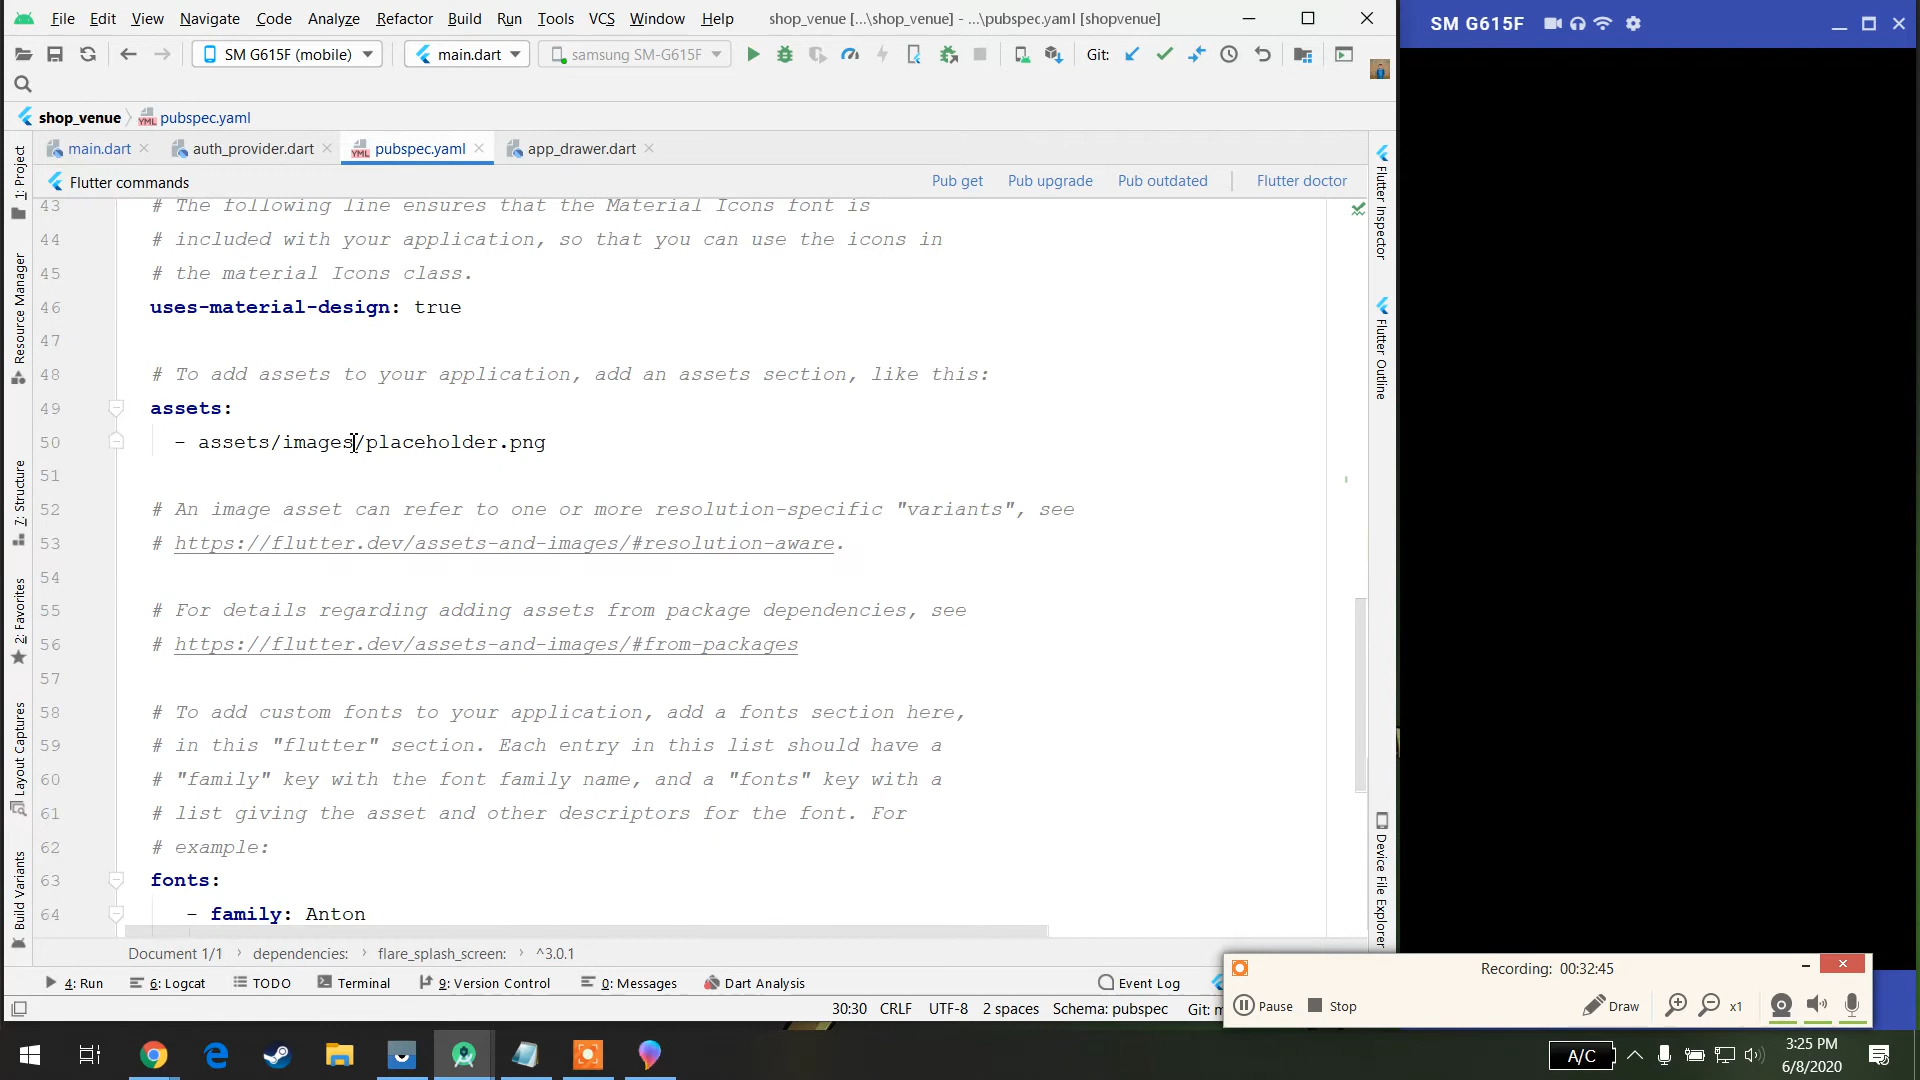 File Edit View Navigate Code Analyze Refactor Build Run Tools VCS Window Help shop_venue [...\shop_venue] - ...\pubspec.yaml [shopvenue]
SM G615F
SM G615F (mobile) main.dart samsung SM-G615F Git:
shop_venue pubspec.yaml
main.dart auth_provider.dart pubspec.yaml app_drawer.dart
Flutter commands Pub get Pub upgrade Pub outdated Flutter doctor
43 # The following line ensures that the Material Icons font is
44 # included with your application, so that you can use the icons in
45 # the material Icons class.
46 uses-material-design: true
47
48 # To add assets to your application, add an assets section, like this:
49 assets:
50 - assets/images/placeholder.png
51
52 # An image asset can refer to one or more resolution-specific "variants", see
53 # https://flutter.dev/assets-and-images/#resolution-aware.
54
55 # For details regarding adding assets from package dependencies, see
56 # https://flutter.dev/assets-and-images/#from-packages
57
58 # To add custom fonts to your application, add a fonts section here,
59 # in this "flutter" section. Each entry in this list should have a
60 # "family" key with the font family name, and a "fonts" key with a
61 # list giving the asset and other descriptors for the font. For
62 # example:
63 fonts:
64 - family: Anton
1: Project
Resource Manager
7: Structure
2: Favorites
Layout Captures
Build Variants
Flutter Inspector
Flutter Outline
Device File Explorer
Document 1/1 dependencies: flare_splash_screen: ^3.0.1
4: Run 6: Logcat TODO Terminal 9: Version Control 0: Messages Dart Analysis Event Log
30:30 CRLF UTF-8 2 spaces Schema: pubspec Git: m
Recording: 00:32:45
Pause Stop Draw x1
A/C
3:25 PM
6/8/2020